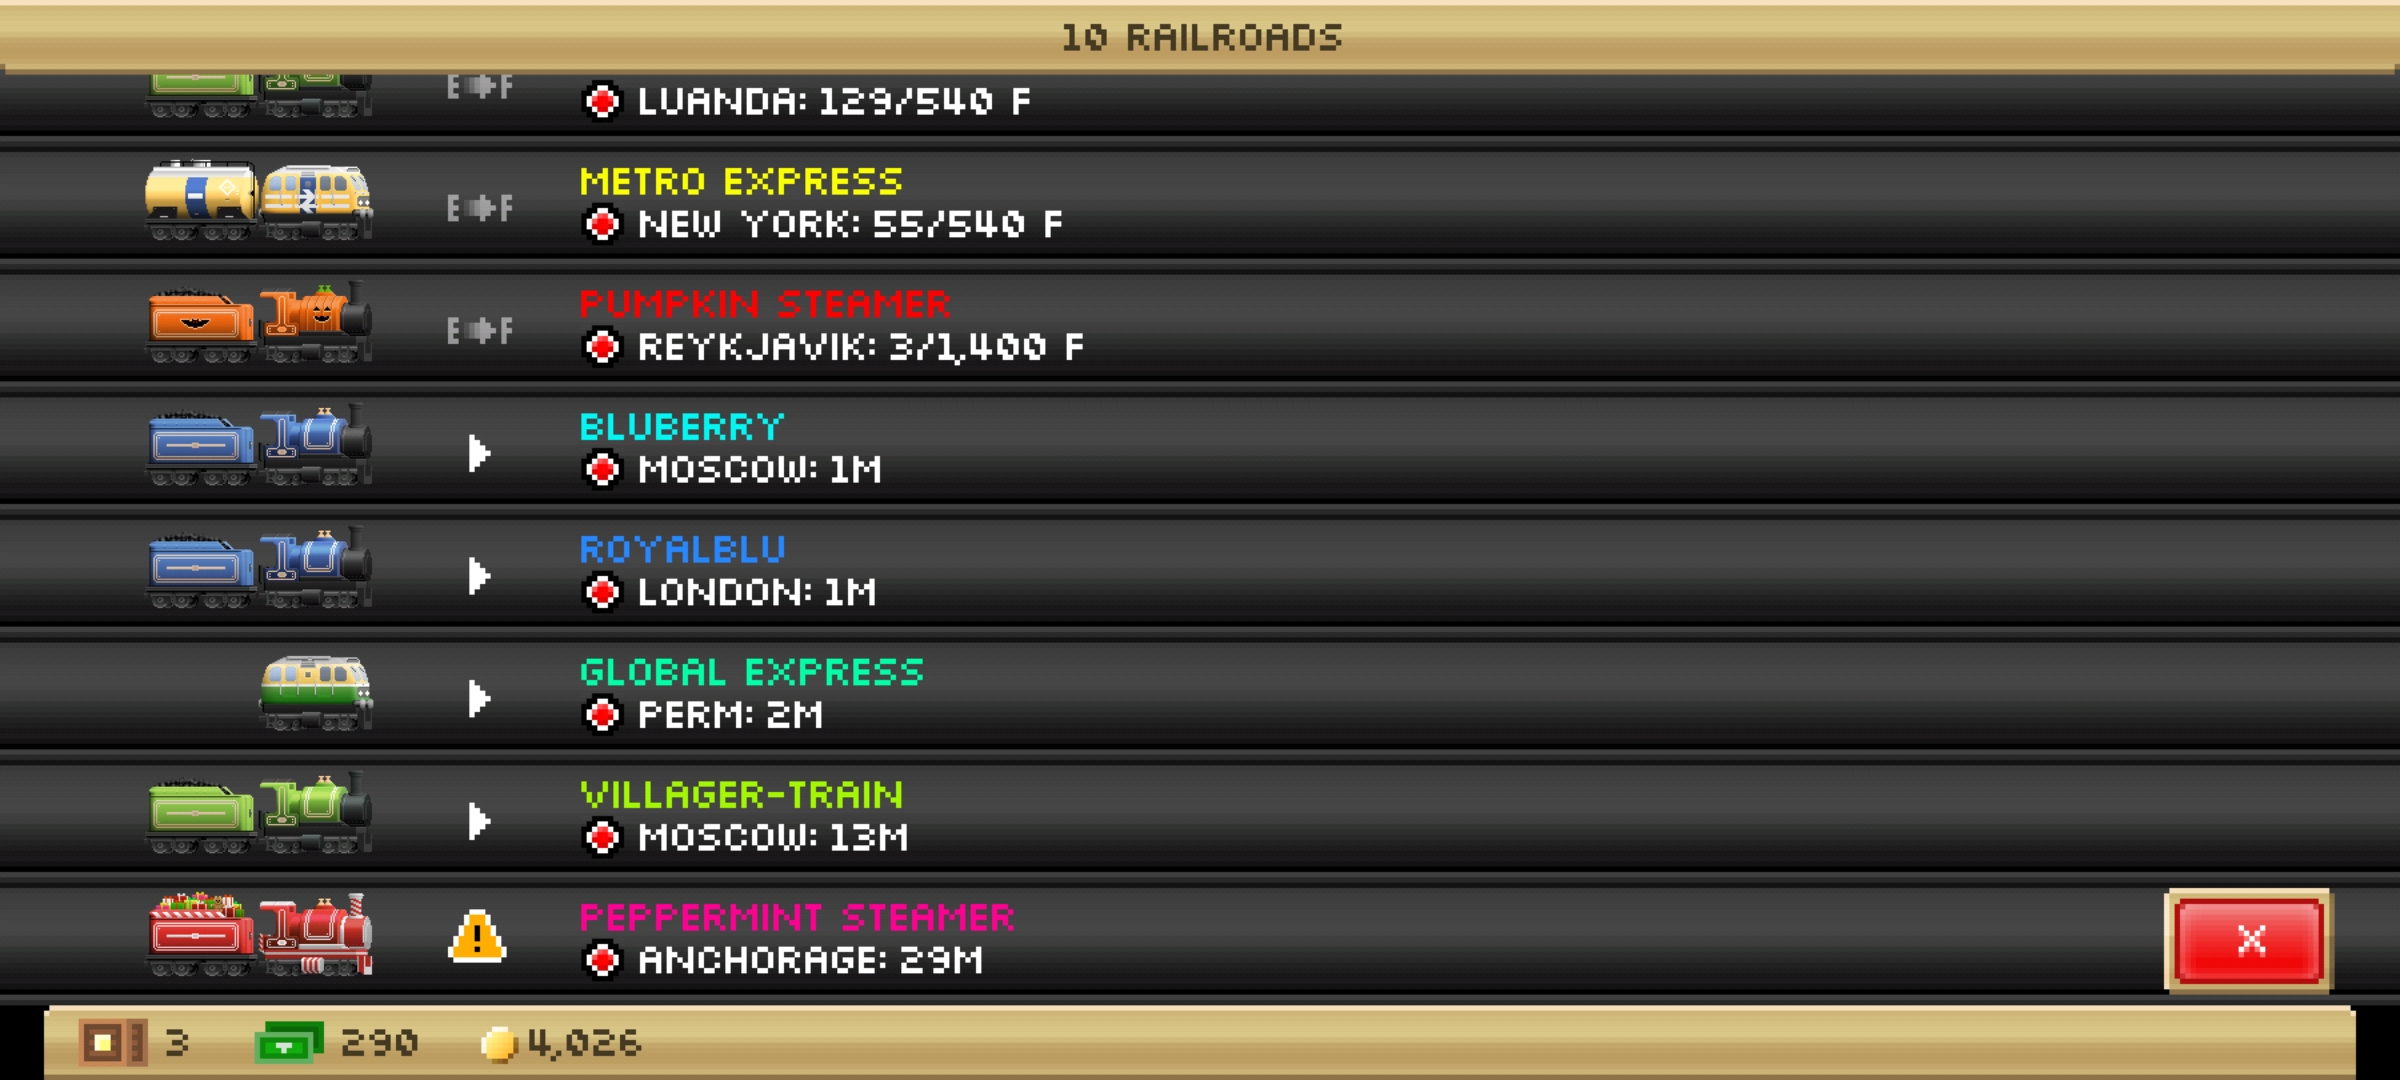 10 RAILROADS
E F
LUANDA: 129/540 F
METRO EXPRESS
E F
NEW YORK: 55/540 F
PUMPKIN STEAMER
E F
REYKJAVIK: 3/1,400 F
BLUBERRY
MOSCOW: 1M
ROYALBLU
LONDON: 1M
GLOBAL EXPRESS
PERM: 2M
VILLAGER-TRAIN
MOSCOW: 13M
PEPPERMINT STEAMER
!
ANCHORAGE: 29M
X
3 290 4,026